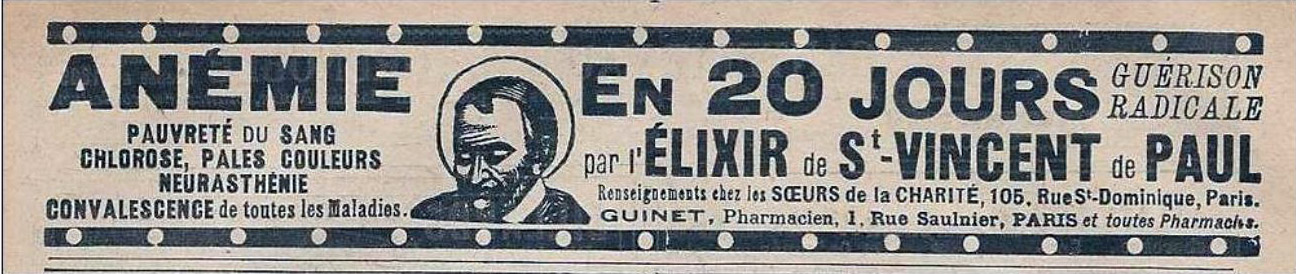 ANÉMIE
PAUVRETÉ DU SANG
CHLOROSE, PALES COULEURS
NEURASTHÉNIE
CONVALESCENCE de toutes les Maladies.
EN 20 JOURS
GUÉRISON
RADICALE
par l'ÉLIXIR de St-VINCENT de PAUL
Renseignements chez les SŒURS de la CHARITÉ, 105, Rue St-Dominique, Paris.
GUINET, Pharmacien, 1, Rue Saulnier, PARIS et toutes Pharmacies.